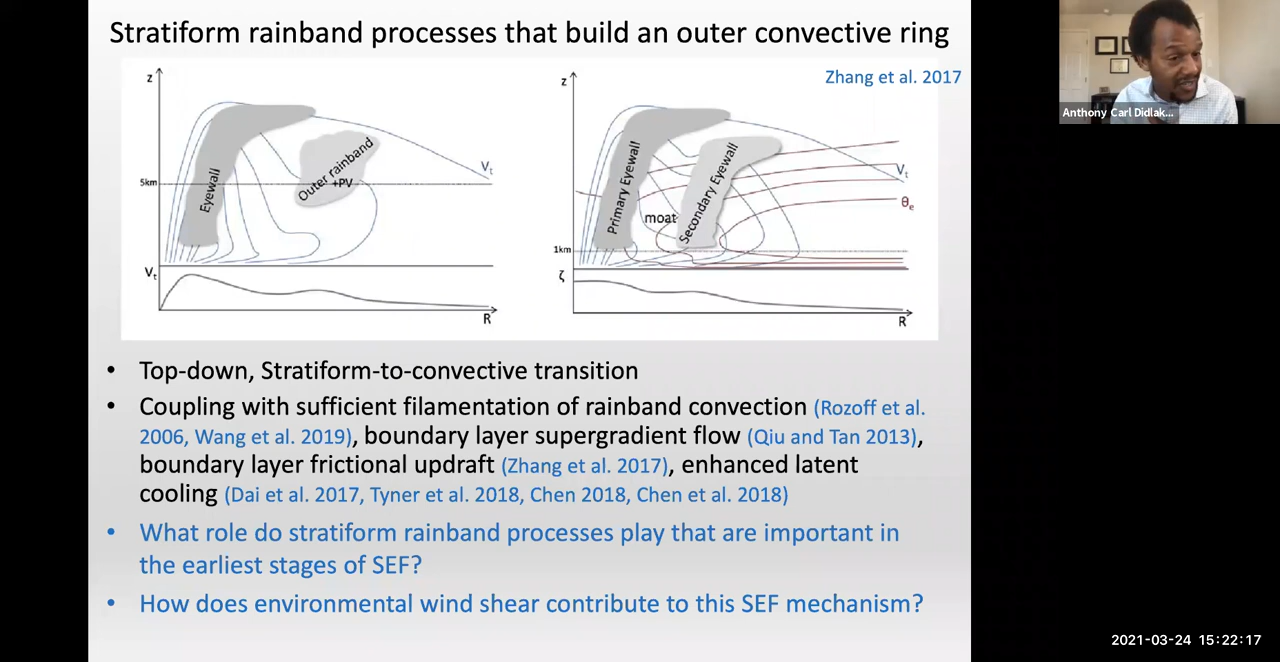 Stratiform rainband processes that build an outer convective ring
Zhang et al. 2017
z
5km
Eyewall
Outer rainband
+PV
Vt
Vt
R
z
1km
Primary Eyewall
moat
Secondary Eyewall
Vt
θe
ζ
R
• Top-down, Stratiform-to-convective transition
• Coupling with sufficient filamentation of rainband convection (Rozoff et al.
2006, Wang et al. 2019), boundary layer supergradient flow (Qiu and Tan 2013),
boundary layer frictional updraft (Zhang et al. 2017), enhanced latent
cooling (Dai et al. 2017, Tyner et al. 2018, Chen 2018, Chen et al. 2018)
• What role do stratiform rainband processes play that are important in
the earliest stages of SEF?
• How does environmental wind shear contribute to this SEF mechanism?
Anthony Carl Didlak...
2021-03-24 15:22:17